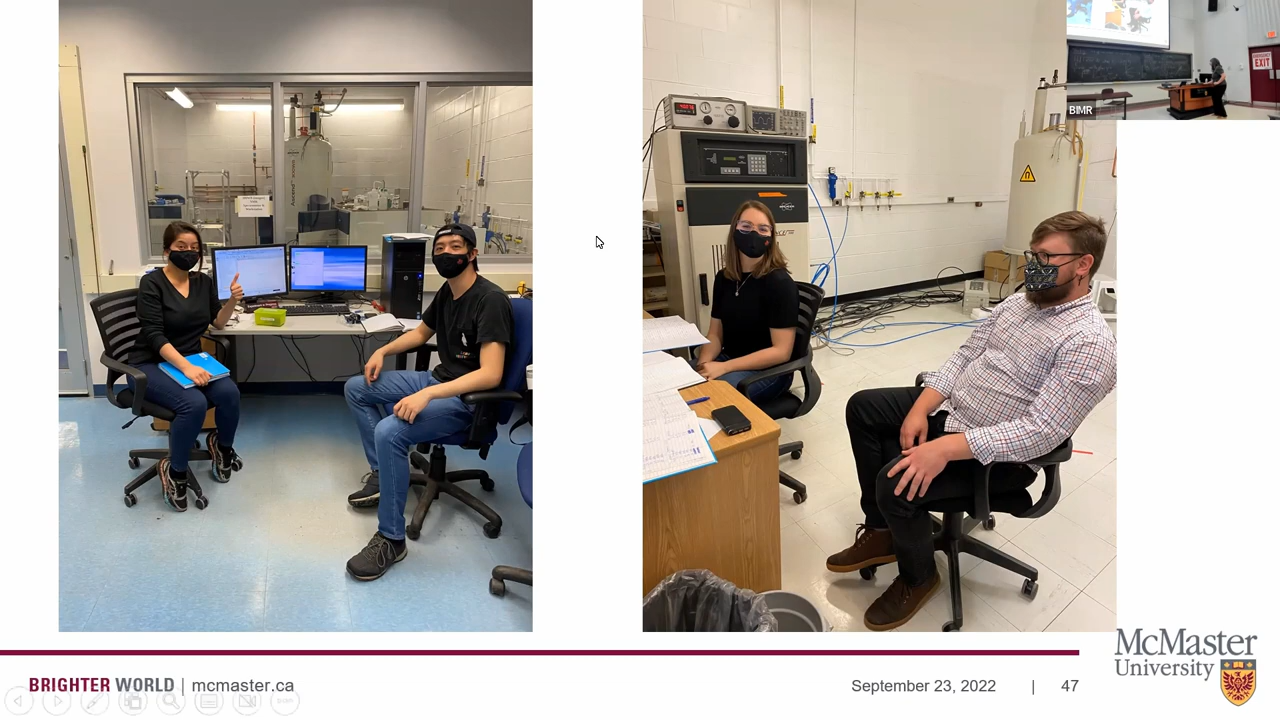 BIMR
EXIT
BRIGHTER WORLD | mcmaster.ca
September 23, 2022 | 47
McMaster
University